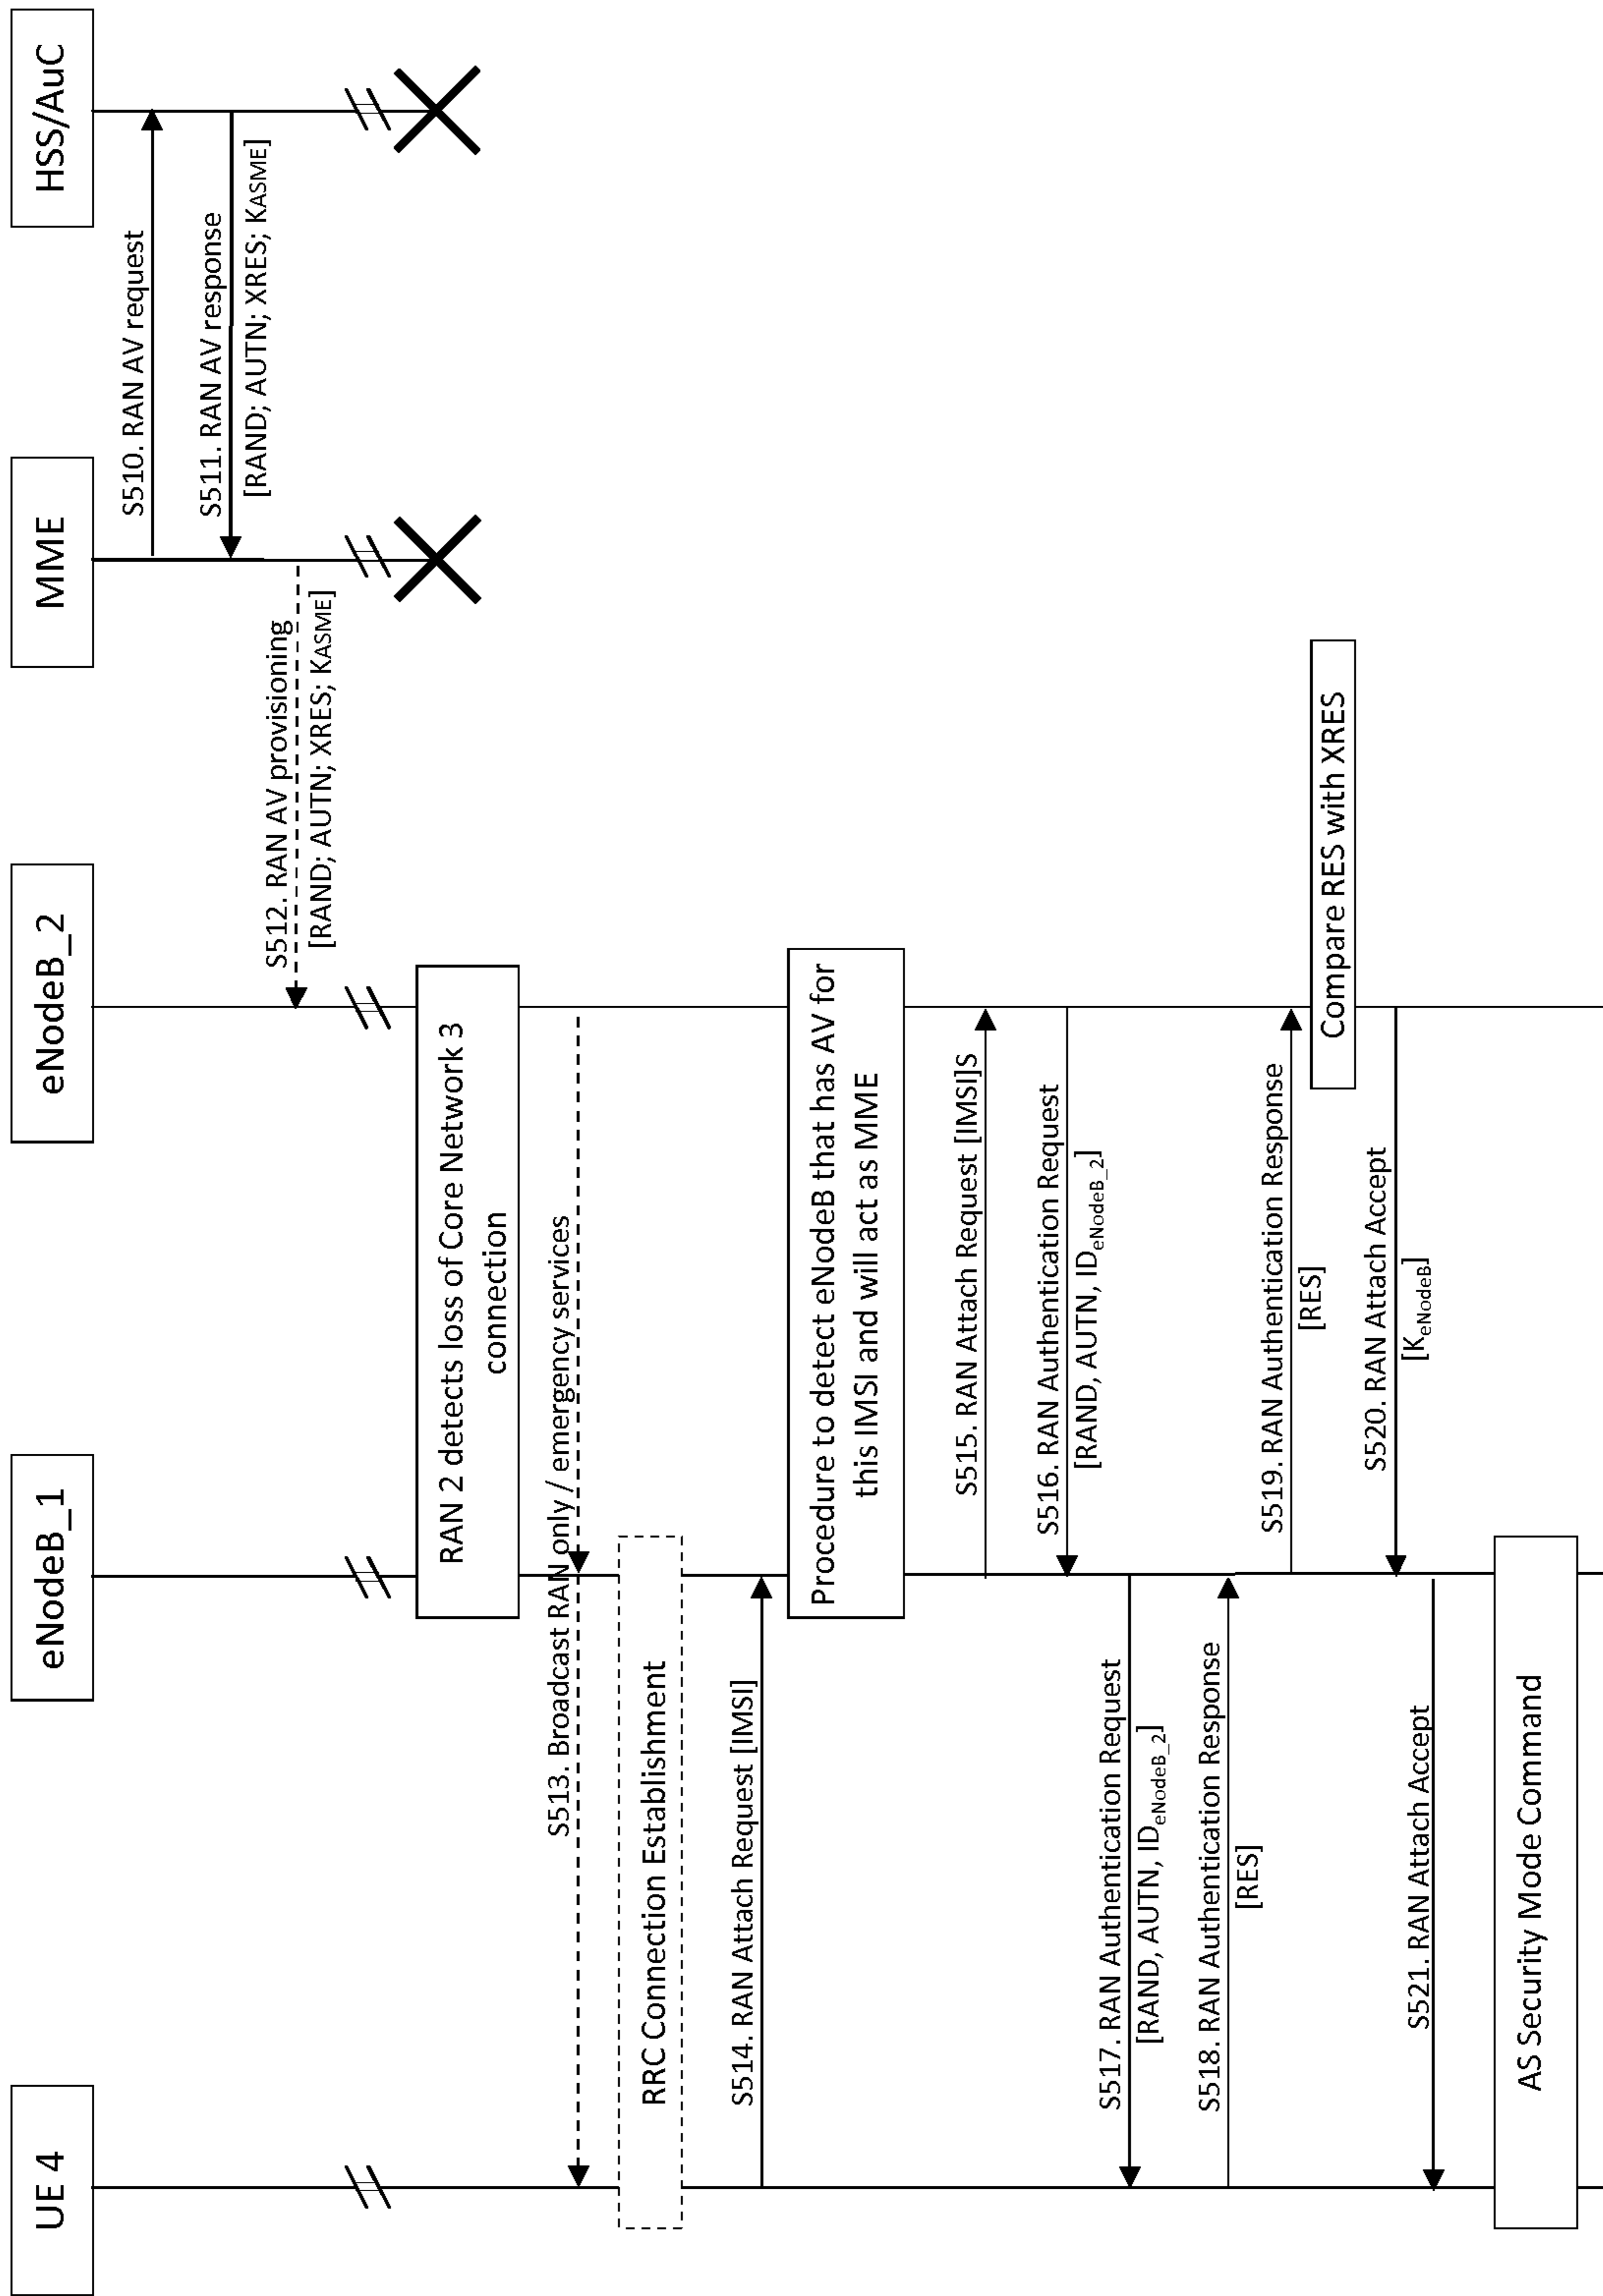 UE 4
eNodeB_1
eNodeB_2
MME
HSS/AuC
S510. RAN AV request
S511. RAN AV response
[RAND; AUTN; XRES; KASME]
S512. RAN AV provisioning
[RAND; AUTN; XRES; KASME]
RAN 2 detects loss of Core Network 3
connection
S513. Broadcast RAN only / emergency services
RRC Connection Establishment
S514. RAN Attach Request [IMSI]
Procedure to detect eNodeB that has AV for
this IMSI and will act as MME
S515. RAN Attach Request [IMSI]S
S516. RAN Authentication Request
[RAND, AUTN, IDeNodeB_2]
S517. RAN Authentication Request
[RAND, AUTN, IDeNodeB_2]
S518. RAN Authentication Response
[RES]
S519. RAN Authentication Response
[RES]
Compare RES with XRES
S520. RAN Attach Accept
[KeNodeB]
S521. RAN Attach Accept
AS Security Mode Command